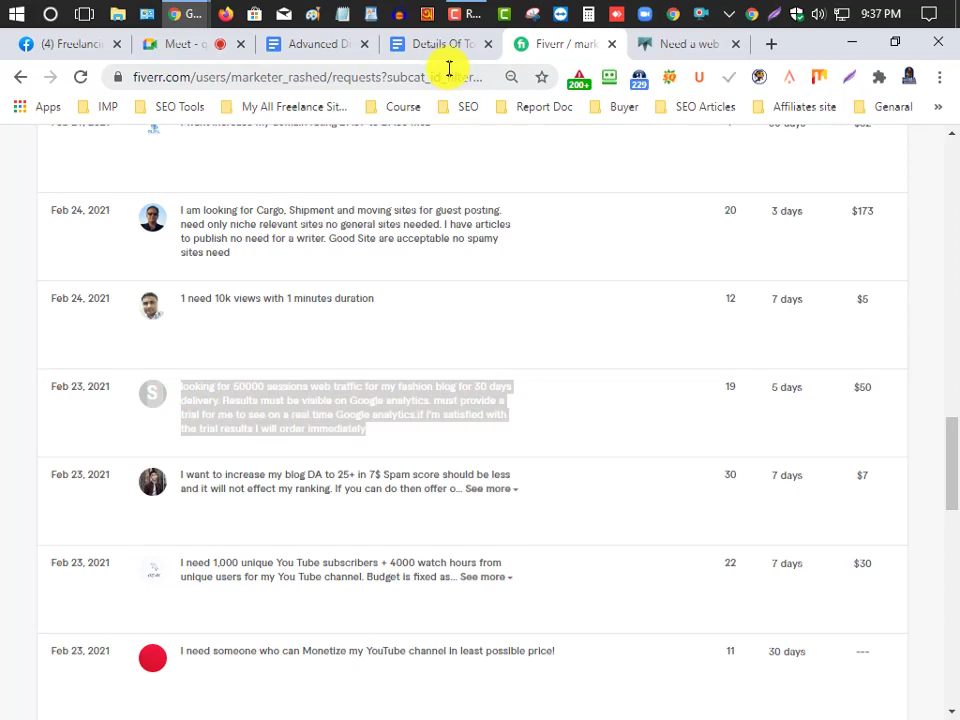 G...
R...
9:37 PM
(4) Freelanc
Meet - q
Advanced Di
Details Of To
Fiverr / mark
Need a web
fiverr.com/users/marketer_rashed/requests?subcat_id_filter...
200+
229
Apps
IMP
SEO Tools
My All Freelance Sit...
Course
SEO
Report Doc
Buyer
SEO Articles
Affiliates site
Genaral
»
Feb 24, 2021
I am looking for Cargo, Shipment and moving sites for guest posting.
need only niche relevant sites no general sites needed. I have articles
to publish no need for a writer. Good Site are acceptable no spamy
sites need
20
3 days
$173
Feb 24, 2021
1 need 10k views with 1 minutes duration
12
7 days
$5
Feb 23, 2021
S
looking for 50000 sessions web traffic for my fashion blog for 30 days
delivery. Results must be visible on Google analytics. must provide a
trial for me to see on a real time Google analytics.if I'm satisfied with
the trial results I will order immediately
19
5 days
$50
Feb 23, 2021
I want to increase my blog DA to 25+ in 7$ Spam score should be less
and it will not effect my ranking. If you can do then offer o... See more
30
7 days
$7
Feb 23, 2021
I need 1,000 unique You Tube subscribers + 4000 watch hours from
unique users for my You Tube channel. Budget is fixed as... See more
22
7 days
$30
Feb 23, 2021
I need someone who can Monetize my YouTube channel In least possible price!
11
30 days
---